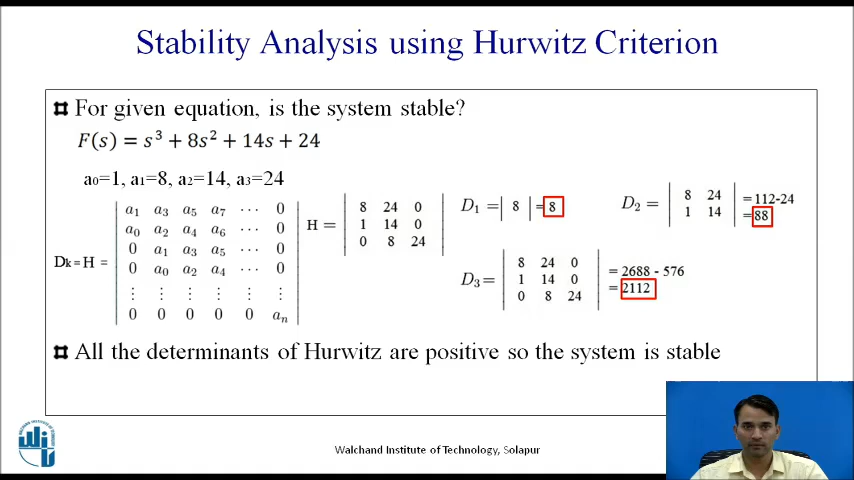 Stability Analysis using Hurwitz Criterion
For given equation, is the system stable?
F(s) = s³ + 8s² + 14s + 24
a₀=1, a₁=8, a₂=14, a₃=24
Dₖ = H =
a₁ a₃ a₅ a₇ ⋯ 0
a₀ a₂ a₄ a₆ ⋯ 0
0 a₁ a₃ a₅ ⋯ 0
0 a₀ a₂ a₄ ⋯ 0
⋮ ⋮ ⋮ ⋮ ⋮ ⋮
0 0 0 0 0 aₙ
H =
8 24 0
1 14 0
0 8 24
D₁ = | 8 | = 8
D₂ =
8 24
1 14
=112-24
=88
D₃ =
8 24 0
1 14 0
0 8 24
= 2688 - 576
= 2112
All the determinants of Hurwitz are positive so the system is stable
Walchand Institute of Technology, Solapur